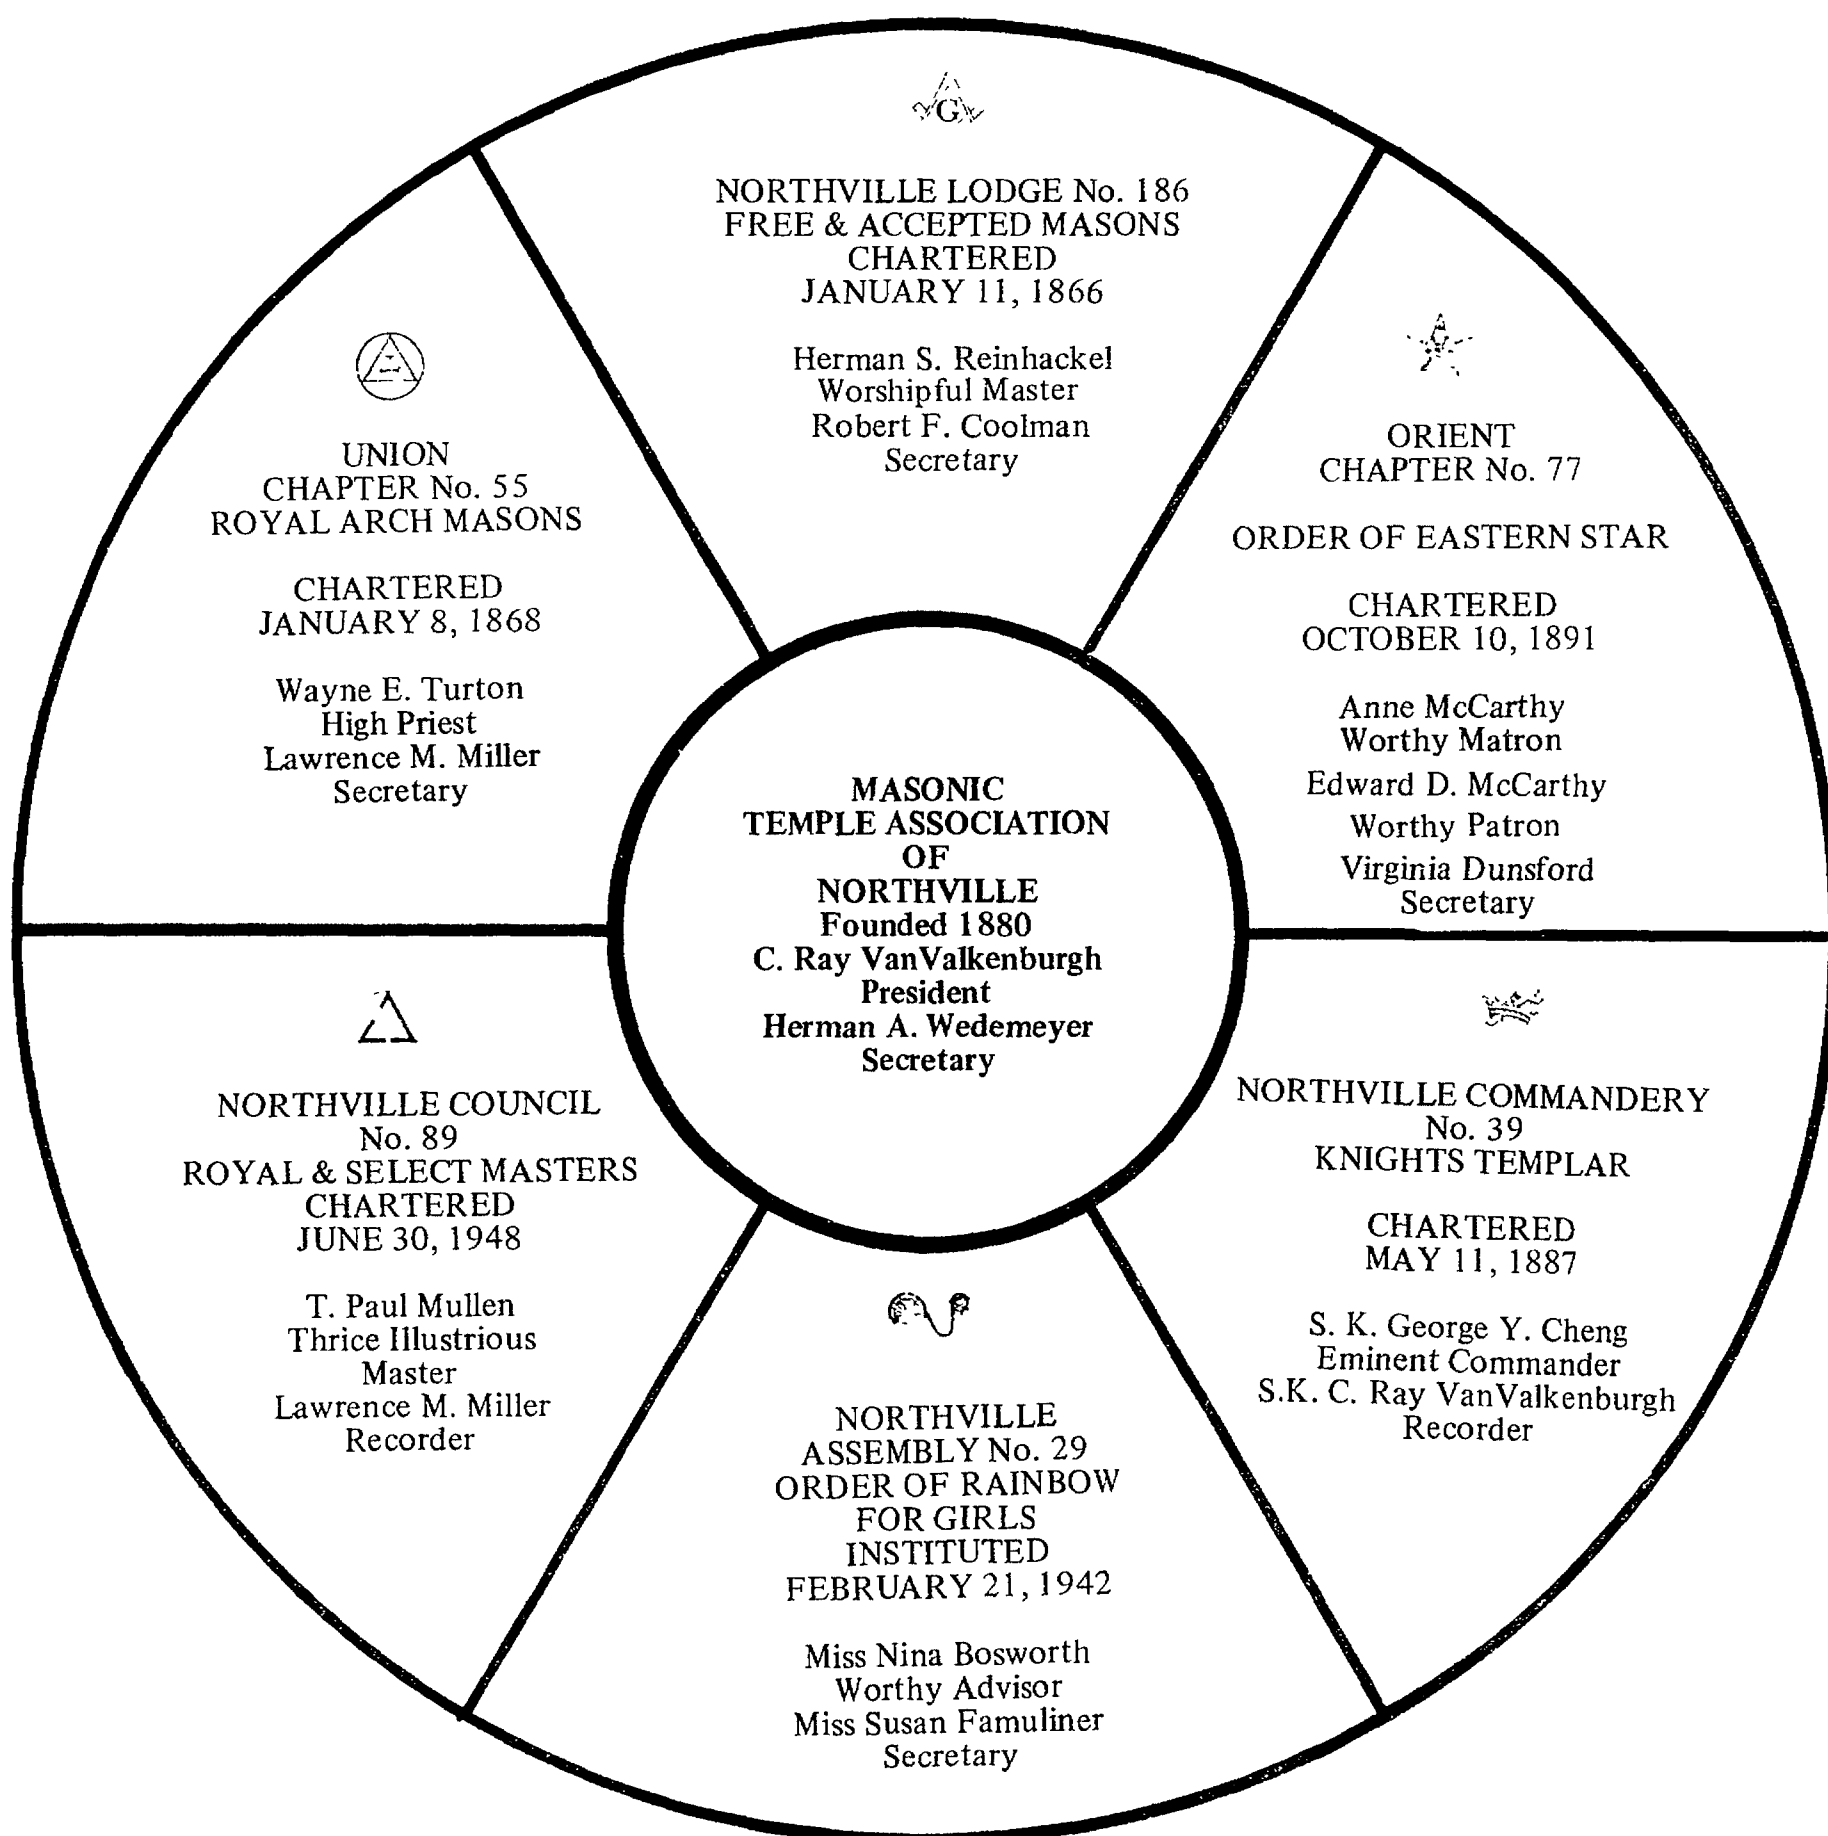 G
NORTHVILLE LODGE No. 186
FREE & ACCEPTED MASONS
CHARTERED
JANUARY 11, 1866
Herman S. Reinhackel
Worshipful Master
Robert F. Coolman
Secretary
ORIENT
CHAPTER No. 77
ORDER OF EASTERN STAR
CHARTERED
OCTOBER 10, 1891
Anne McCarthy
Worthy Matron
Edward D. McCarthy
Worthy Patron
Virginia Dunsford
Secretary
NORTHVILLE COMMANDERY
No. 39
KNIGHTS TEMPLAR
CHARTERED
MAY 11, 1887
S. K. George Y. Cheng
Eminent Commander
S.K. C. Ray VanValkenburgh
Recorder
NORTHVILLE
ASSEMBLY No. 29
ORDER OF RAINBOW
FOR GIRLS
INSTITUTED
FEBRUARY 21, 1942
Miss Nina Bosworth
Worthy Advisor
Miss Susan Famuliner
Secretary
NORTHVILLE COUNCIL
No. 89
ROYAL & SELECT MASTERS
CHARTERED
JUNE 30, 1948
T. Paul Mullen
Thrice Illustrious
Master
Lawrence M. Miller
Recorder
UNION
CHAPTER No. 55
ROYAL ARCH MASONS
CHARTERED
JANUARY 8, 1868
Wayne E. Turton
High Priest
Lawrence M. Miller
Secretary
MASONIC
TEMPLE ASSOCIATION
OF
NORTHVILLE
Founded 1880
C. Ray VanValkenburgh
President
Herman A. Wedemeyer
Secretary